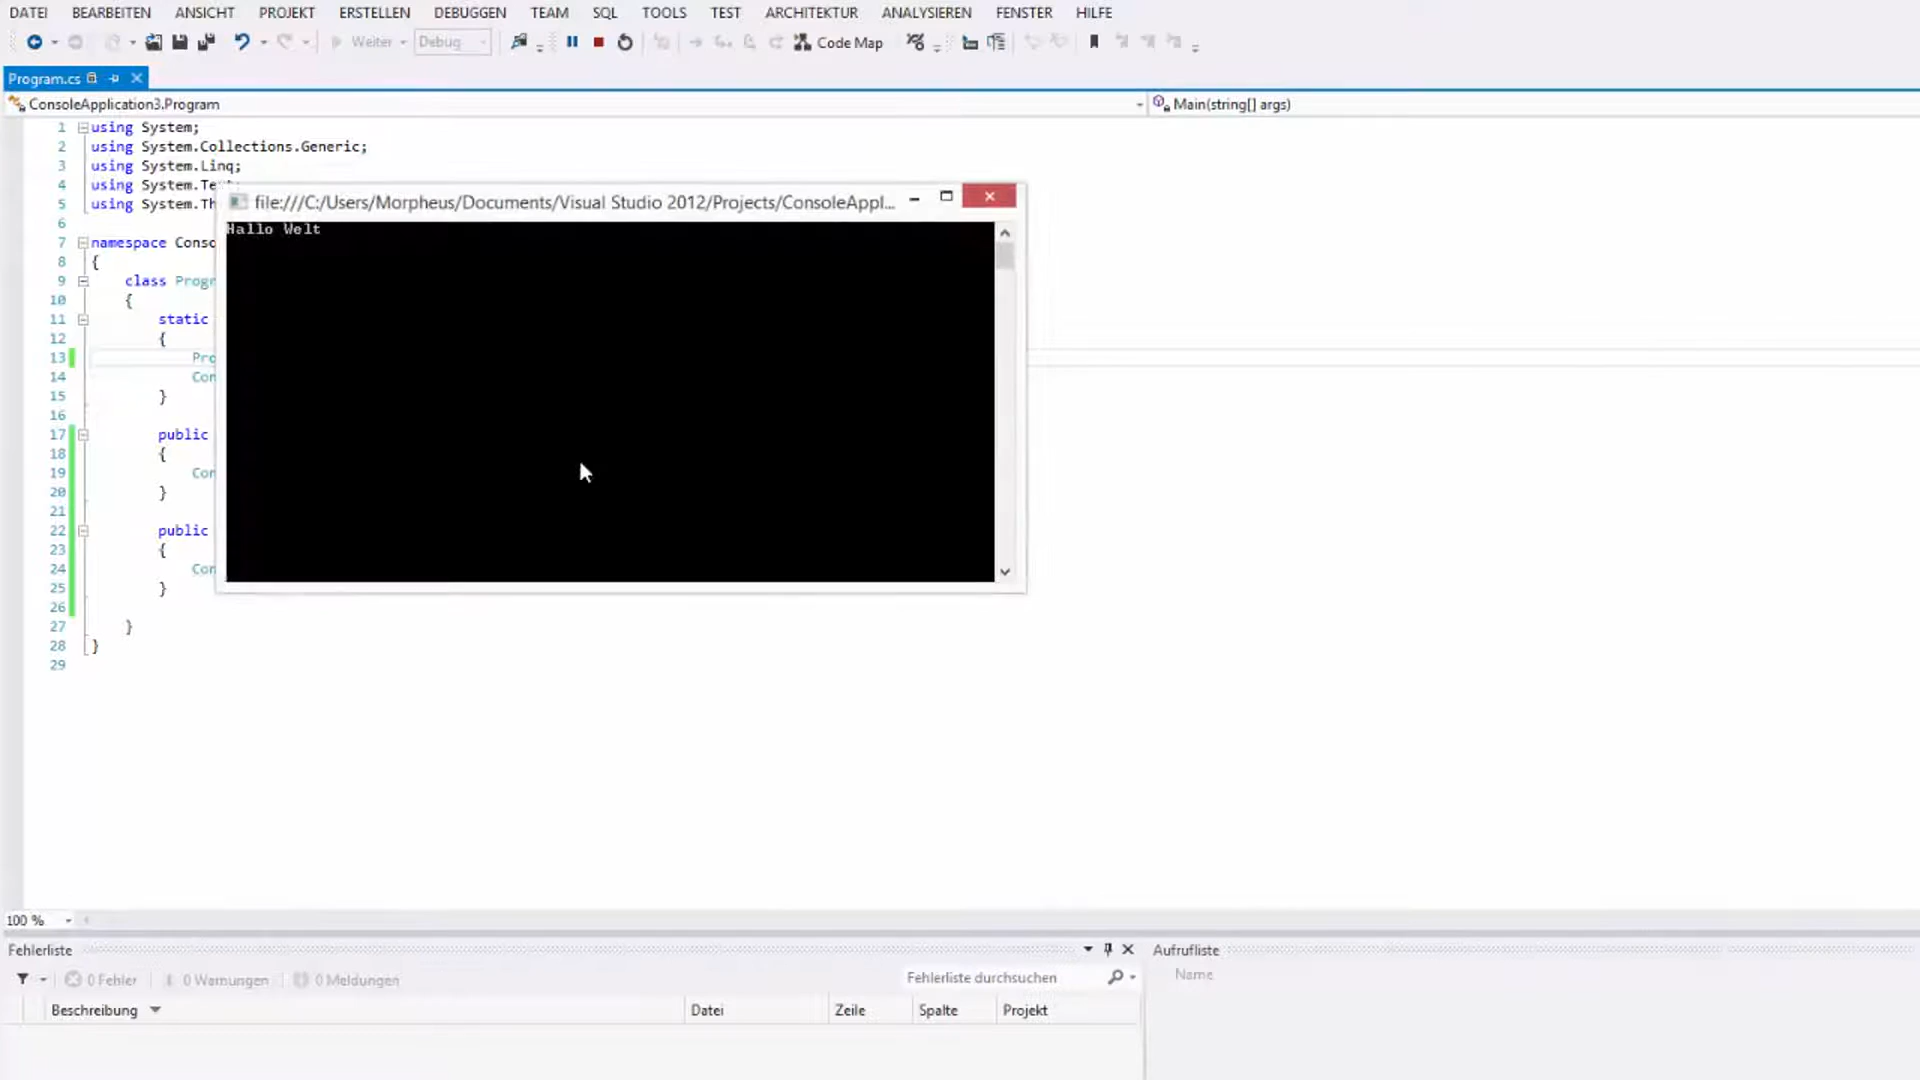 DATEI BEARBEITEN ANSICHT PROJEKT ERSTELLEN DEBUGGEN TEAM SQL TOOLS TEST ARCHITEKTUR ANALYSIEREN FENSTER HILFE
Weiter Debug Code Map
Program.cs
ConsoleApplication3.Program Main(string[] args)
1 using System;
2 using System.Collections.Generic;
3 using System.Linq;
4 using System.Te
file:///C:/Users/Morpheus/Documents/Visual Studio 2012/Projects/ConsoleAppl...
5 using System.Th
Hallo Welt
6
7 namespace Conso
8 {
9 class Progr
10 {
11 static
12 {
13 Pro
14 Con
15 }
16
17 public
18 {
19 Con
20 }
21
22 public
23 {
24 Con
25 }
26
27 }
28 }
29
100 %
Fehlerliste Aufrufliste
0 Fehler 0 Warnungen 0 Meldungen Fehlerliste durchsuchen Name
Beschreibung Datei Zeile Spalte Projekt